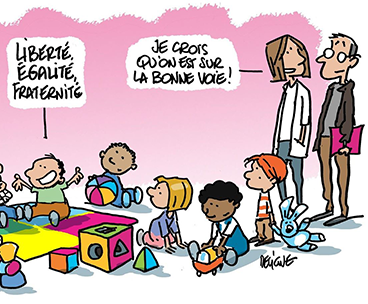 LIBERTÉ,
ÉGALITÉ,
FRATERNITÉ
JE CROIS
QU'ON EST SUR
LA BONNE VOIE !
DELIGNE